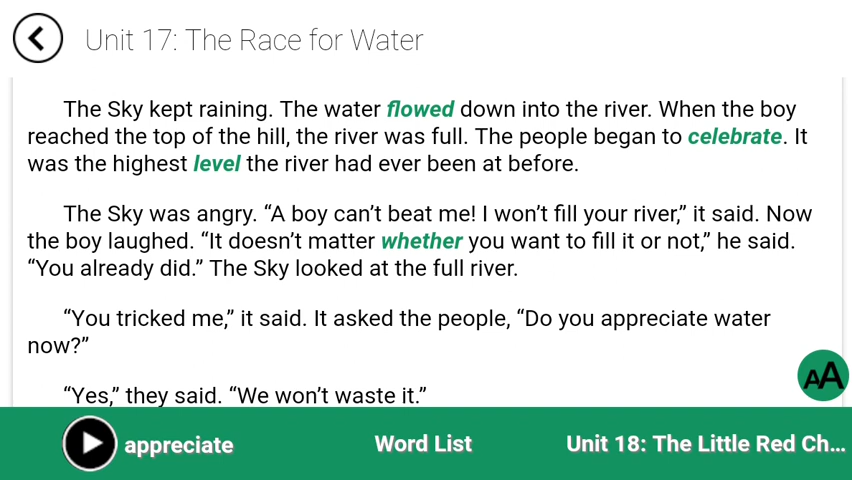 Unit 17: The Race for Water
The Sky kept raining. The water flowed down into the river. When the boy
reached the top of the hill, the river was full. The people began to celebrate. It
was the highest level the river had ever been at before.
The Sky was angry. “A boy can’t beat me! I won’t fill your river,” it said. Now
the boy laughed. “It doesn’t matter whether you want to fill it or not,” he said.
“You already did.” The Sky looked at the full river.
“You tricked me,” it said. It asked the people, “Do you appreciate water
now?”
“Yes,” they said. “We won’t waste it.”
AA
appreciate
Word List
Unit 18: The Little Red Ch...